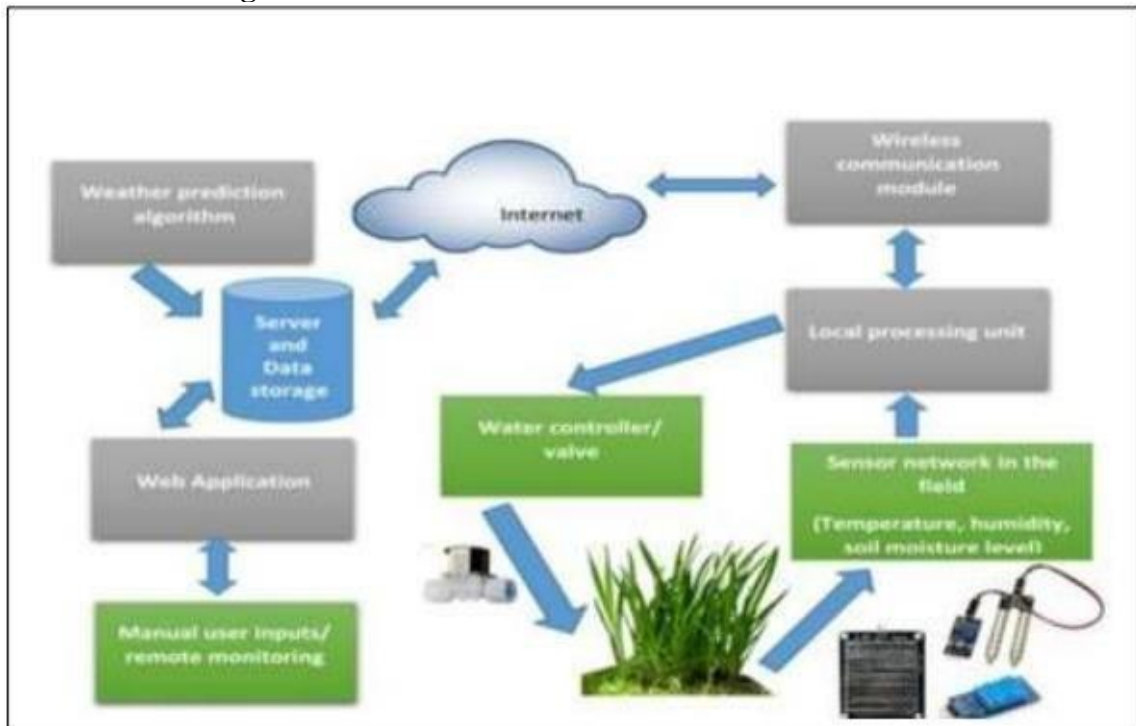 Weather prediction
algorithm
Internet
Wireless
communication
module
Server
and
Data
storage
Local processing unit
Water controller/
valve
Web Application
Sensor network in the
field
(Temperature, humidity,
soil moisture level)
Manual user inputs/
remote monitoring